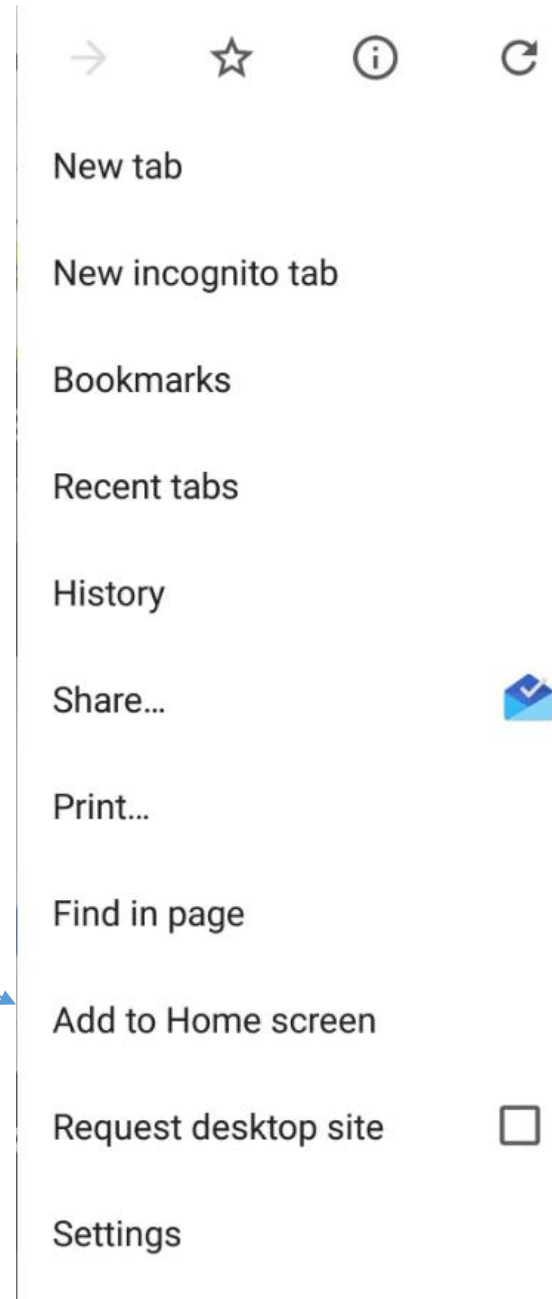 New tab
New incognito tab
Bookmarks
Recent tabs
History
Share…
Print…
Find in page
Add to Home screen
Request desktop site
Settings